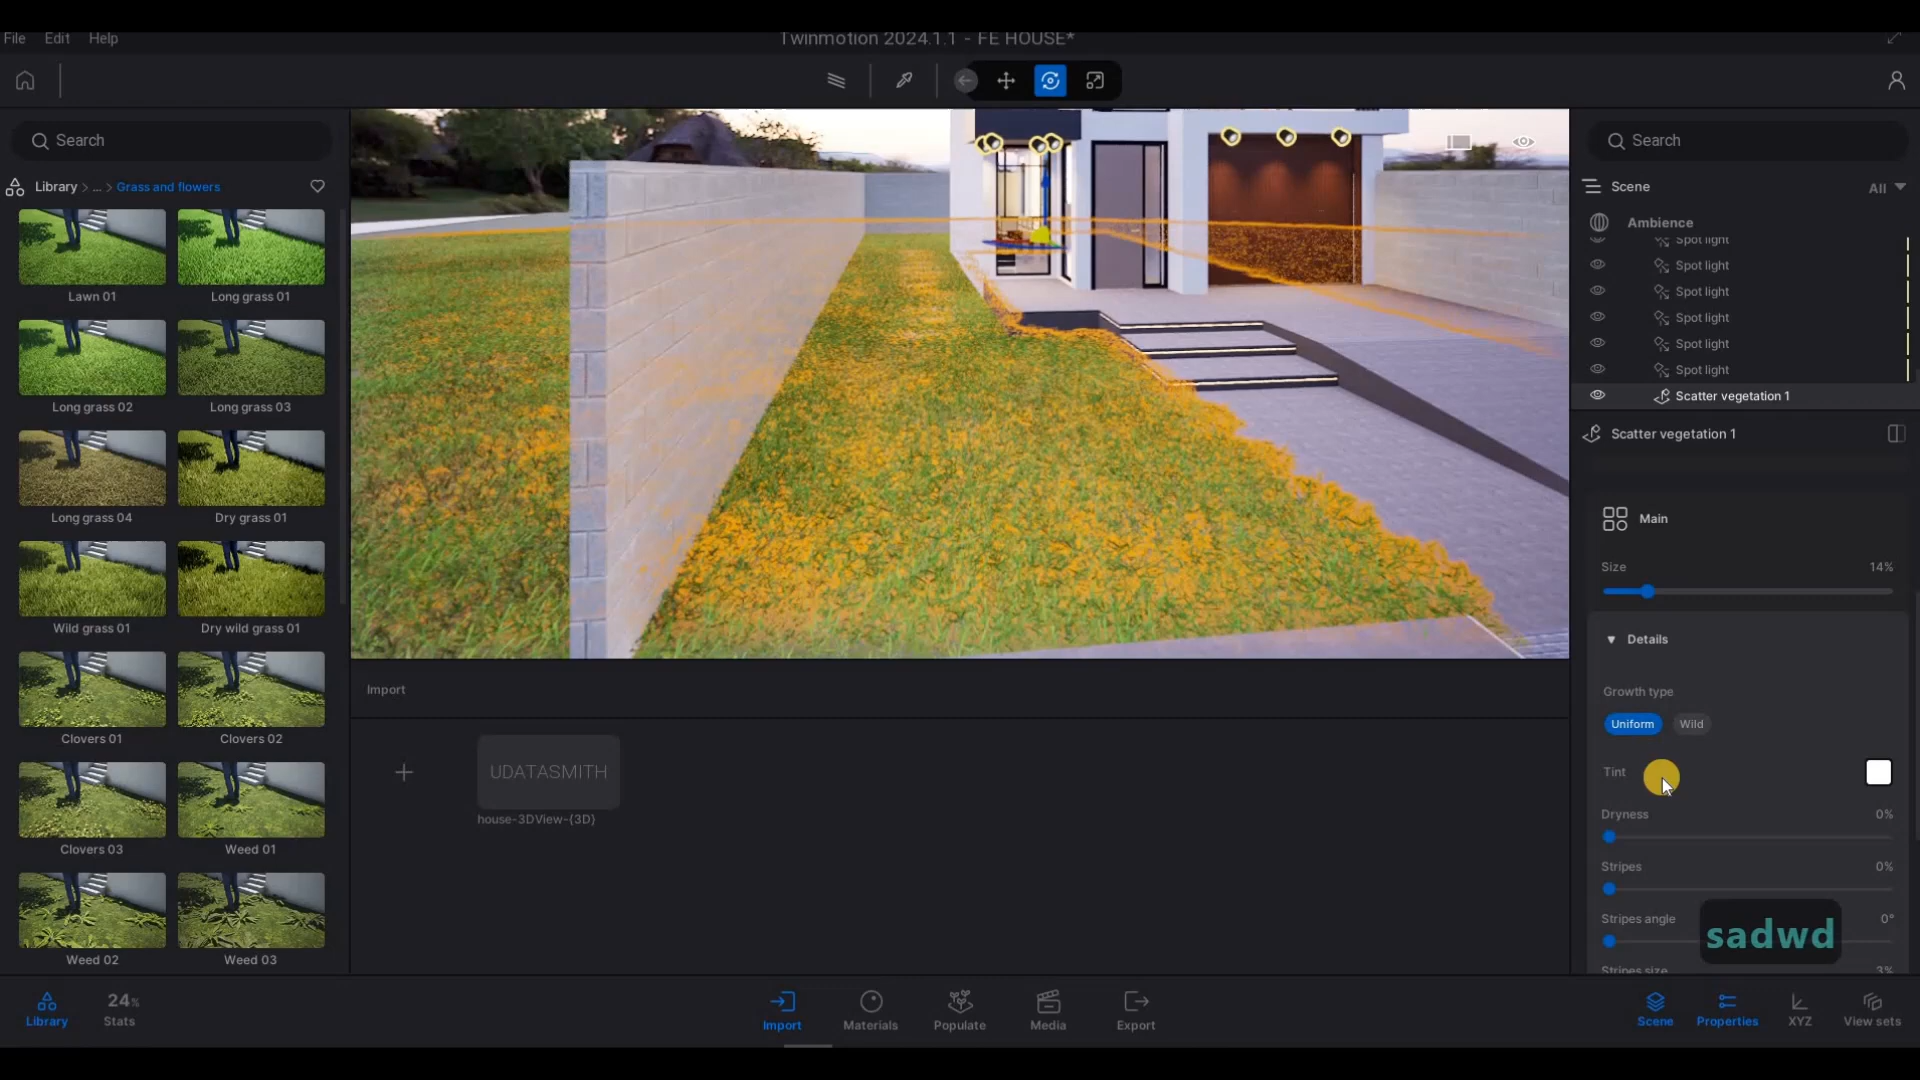 File Edit Help
Twinmotion 2024.1.1 - FE HOUSE*
Search
Library > ... > Grass and flowers
Lawn 01
Long grass 01
Long grass 02
Long grass 03
Long grass 04
Dry grass 01
Wild grass 01
Dry wild grass 01
Clovers 01
Clovers 02
Clovers 03
Weed 01
Weed 02
Weed 03
Import
UDATASMITH
house-3DView-{3D}
Search
Scene
All
Ambience
Spot light
Spot light
Spot light
Spot light
Spot light
Spot light
Scatter vegetation 1
Scatter vegetation 1
Main
Size 14%
Details
Growth type
Uniform Wild
Tint
Dryness 0%
Stripes 0%
Stripes angle 0°
Stripes size 3%
sadwd
Library
24%
Stats
Import
Materials
Populate
Media
Export
Scene
Properties
XYZ
View sets